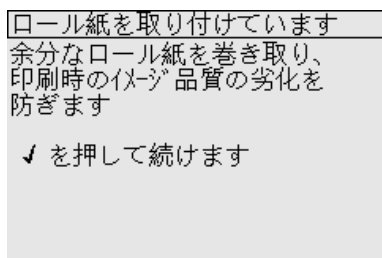 ロール紙を取り付けています
余分なロール紙を巻き取り、
印刷時のｲﾒｰｼﾞ品質の劣化を
防ぎます
✓ を押して続けます